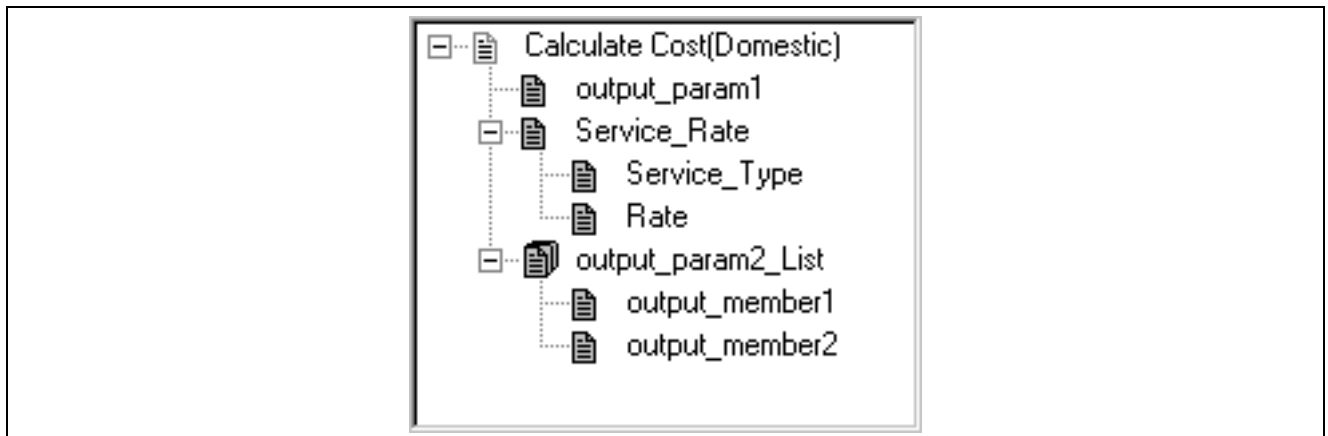 Calculate Cost(Domestic)
output_param1
Service_Rate
Service_Type
Rate
output_param2_List
output_member1
output_member2